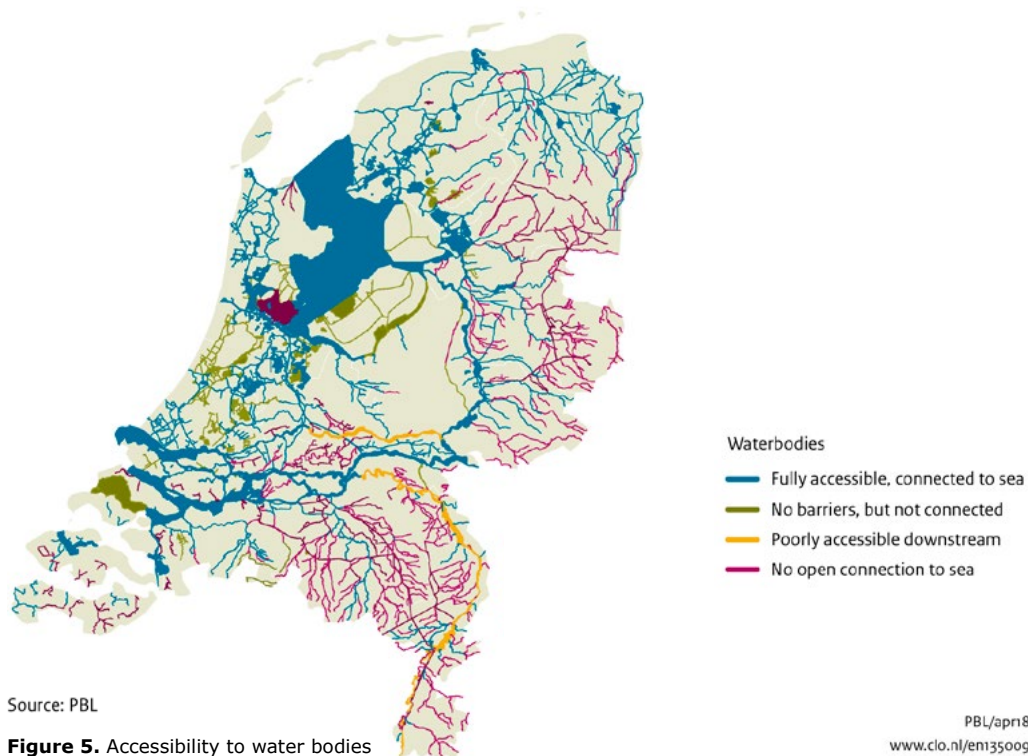 Waterbodies
Fully accessible, connected to sea
No barriers, but not connected
Poorly accessible downstream
No open connection to sea
Source: PBL
PBL/apr18
www.clo.nl/en135009
Figure 5. Accessibility to water bodies